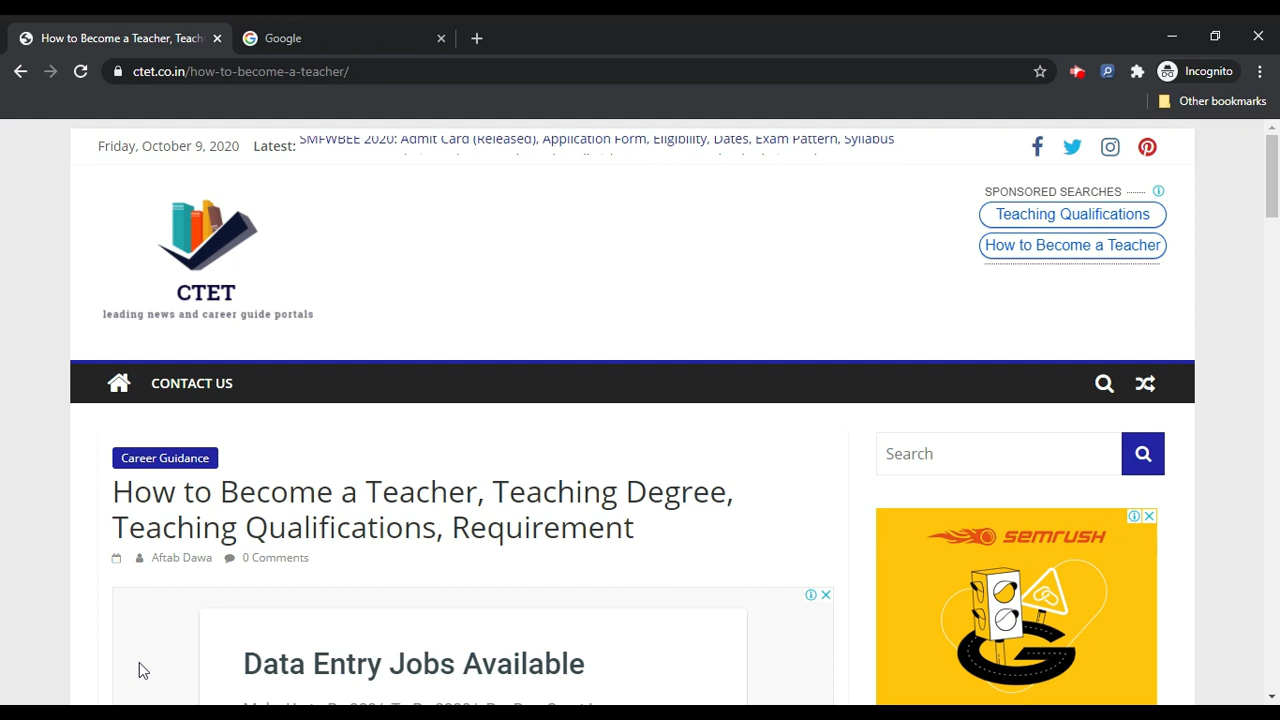 How to Become a Teacher, Teach
Google
ctet.co.in/how-to-become-a-teacher/
Incognito
Other bookmarks
Friday, October 9, 2020
Latest:
SMFWBEE 2020: Admit Card (Released), Application Form, Eligibility, Dates, Exam Pattern, Syllabus
SPONSORED SEARCHES
Teaching Qualifications
How to Become a Teacher
CTET
leading news and career guide portals
CONTACT US
Career Guidance
How to Become a Teacher, Teaching Degree,
Teaching Qualifications, Requirement
Aftab Dawa
0 Comments
Search
SEMRUSH
Data Entry Jobs Available